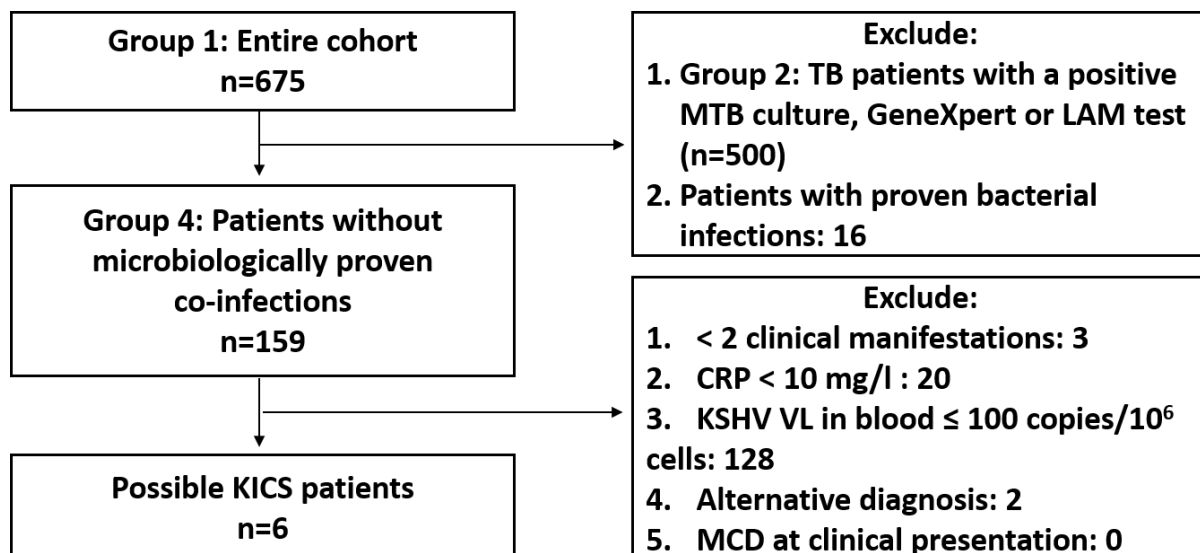 Group 1: Entire cohort
n=675
Exclude:
1. Group 2: TB patients with a positive
MTB culture, GeneXpert or LAM test
(n=500)
2. Patients with proven bacterial
infections: 16
Group 4: Patients without
microbiologically proven
co-infections
n=159
Exclude:
1. < 2 clinical manifestations: 3
2. CRP < 10 mg/l : 20
3. KSHV VL in blood ≤ 100 copies/10⁶
cells: 128
4. Alternative diagnosis: 2
5. MCD at clinical presentation: 0
Possible KICS patients
n=6